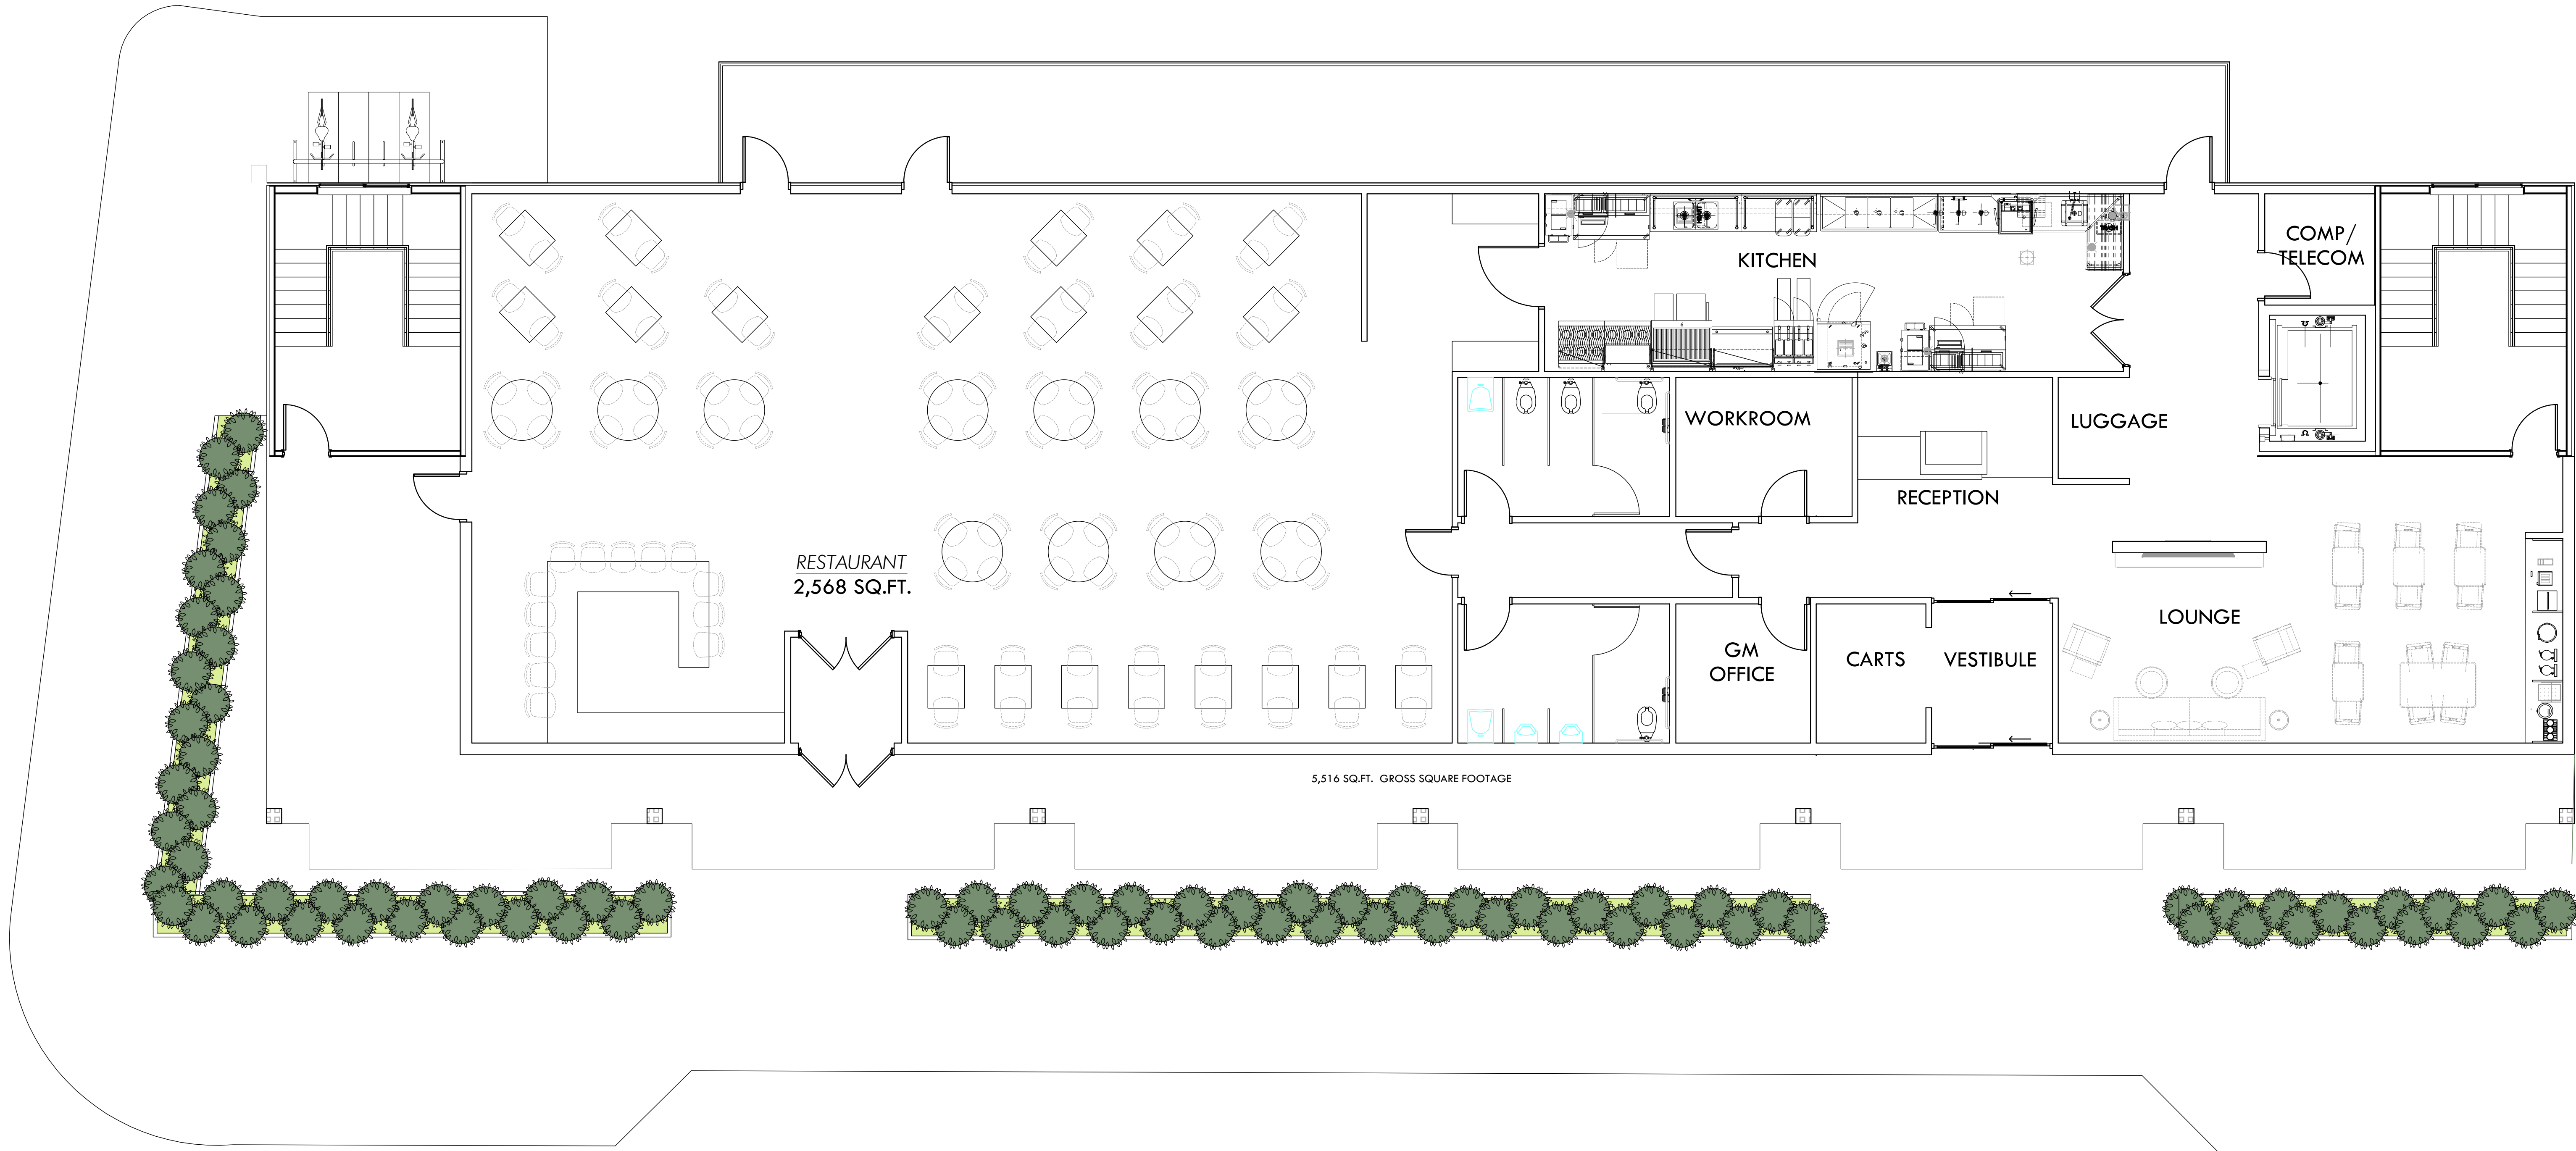 COMP/
TELECOM
KITCHEN
TRASH
WORKROOM
LUGGAGE
RECEPTION
RESTAURANT
2,568 SQ.FT.
LOUNGE
GM
OFFICE
CARTS
VESTIBULE
5,516 SQ.FT. GROSS SQUARE FOOTAGE